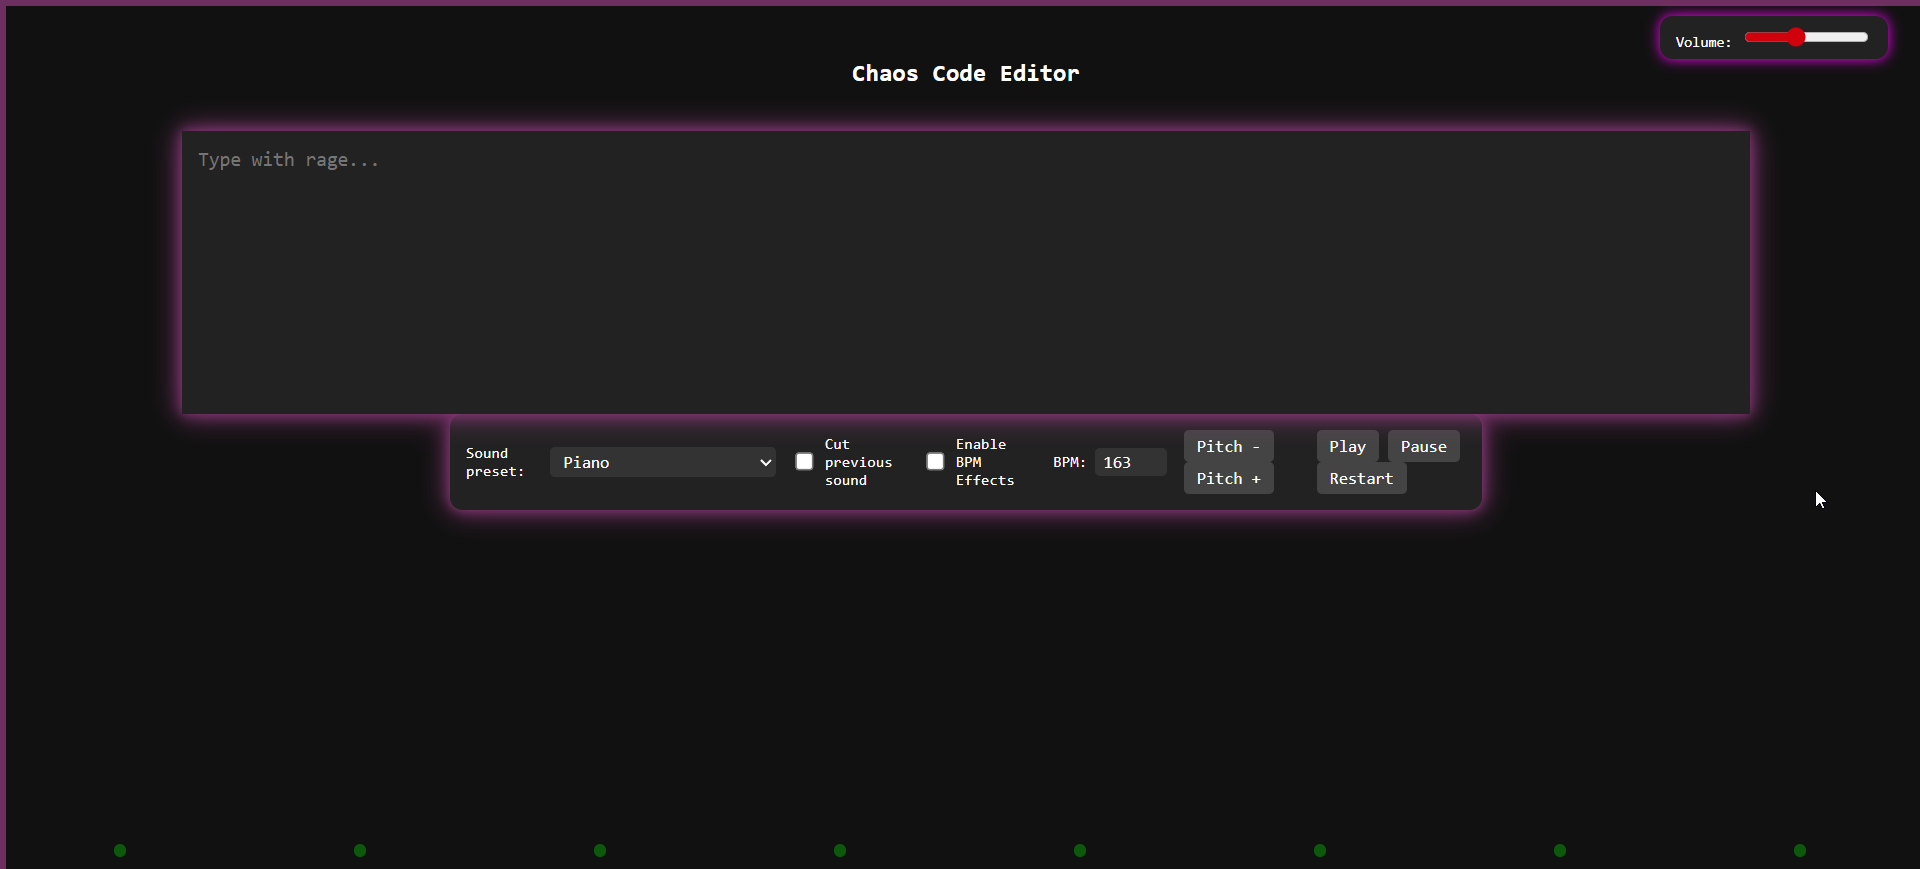 Volume:
Chaos Code Editor
Type with rage...
Sound
preset:
Piano
Cut
previous
sound
Enable
BPM
Effects
BPM: 163
Pitch -
Pitch +
Play Pause
Restart